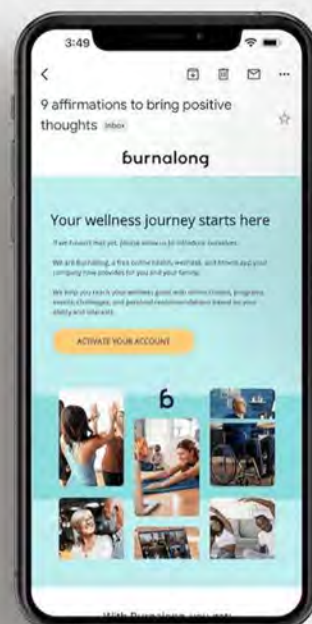 3:49
9 affirmations to bring positive
thoughts Inbox
burnalong
Your wellness journey starts here
If we haven't met yet, please allow us to introduce ourselves.
We are Burnalong, a free online health, wellness, and fitness app your
company now provides for you and your family.
We help you reach your wellness goals with online classes, programs,
events, challenges, and personal recommendations based on your
ability and interests.
ACTIVATE YOUR ACCOUNT
b
With Burnalong, you get: